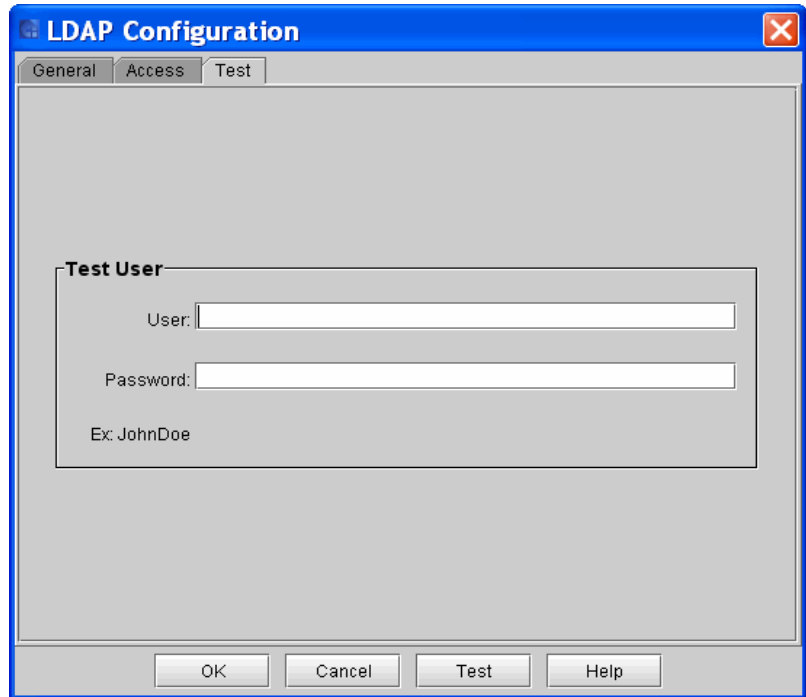 LDAP Configuration
General Access Test
Test User
User:
Password:
Ex: JohnDoe
OK Cancel Test Help